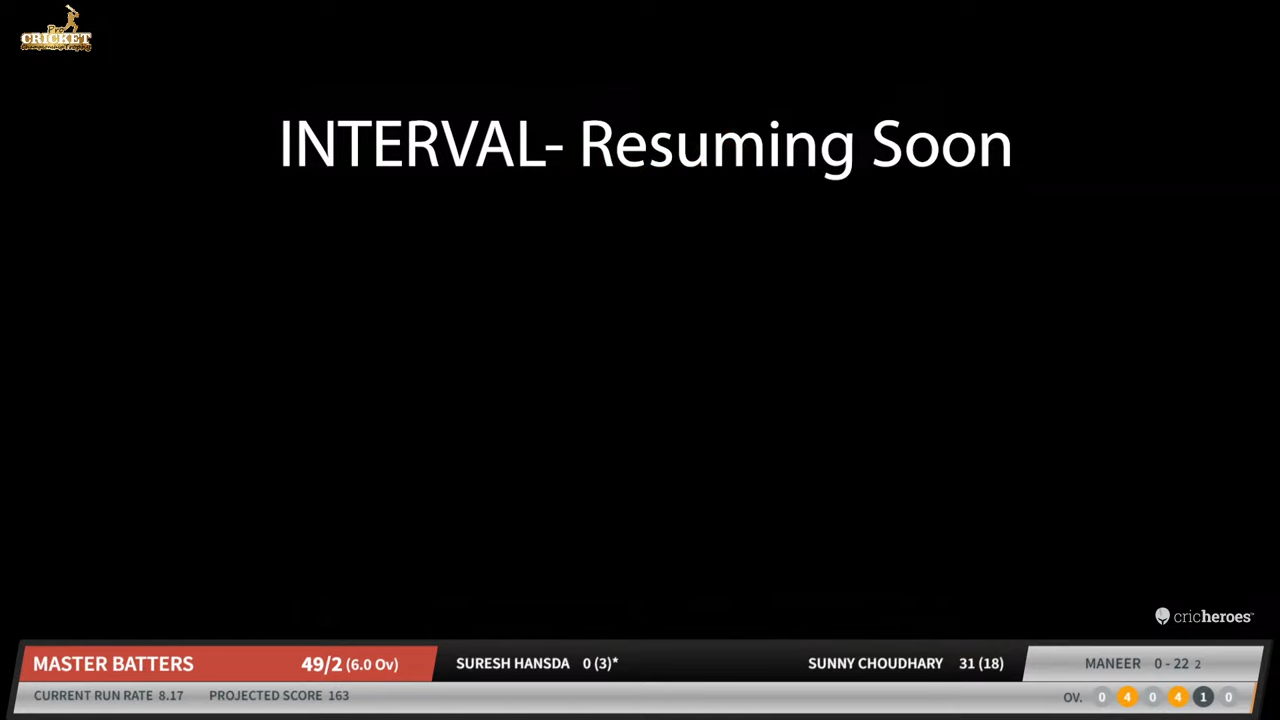 Pro
CRICKET
INTERVAL- Resuming Soon
cricheroes™
MASTER BATTERS 49/2 (6.0 Ov) SURESH HANSDA 0 (3)* SUNNY CHOUDHARY 31 (18) MANEER 0 - 22 2
CURRENT RUN RATE 8.17 PROJECTED SCORE 163 OV. 0 4 0 4 1 0